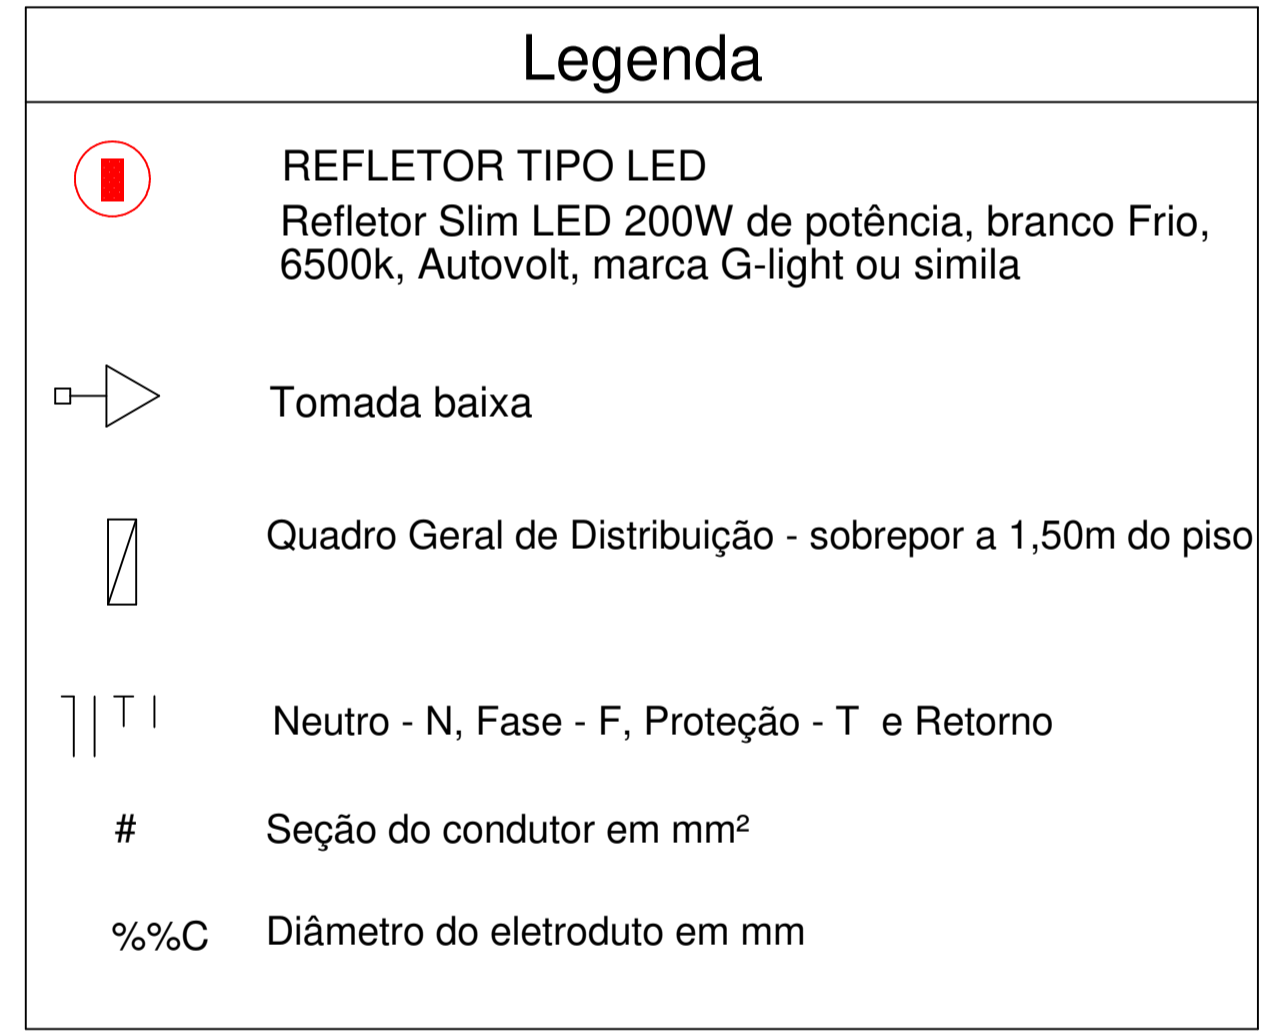 Legenda
REFLETOR TIPO LED
Refletor Slim LED 200W de potência, branco Frio,
6500k, Autovolt, marca G-light ou simila
Tomada baixa
Quadro Geral de Distribuição - sobrepor a 1,50m do piso
Neutro - N, Fase - F, Proteção - T e Retorno
# Seção do condutor em mm²
%%C Diâmetro do eletroduto em mm